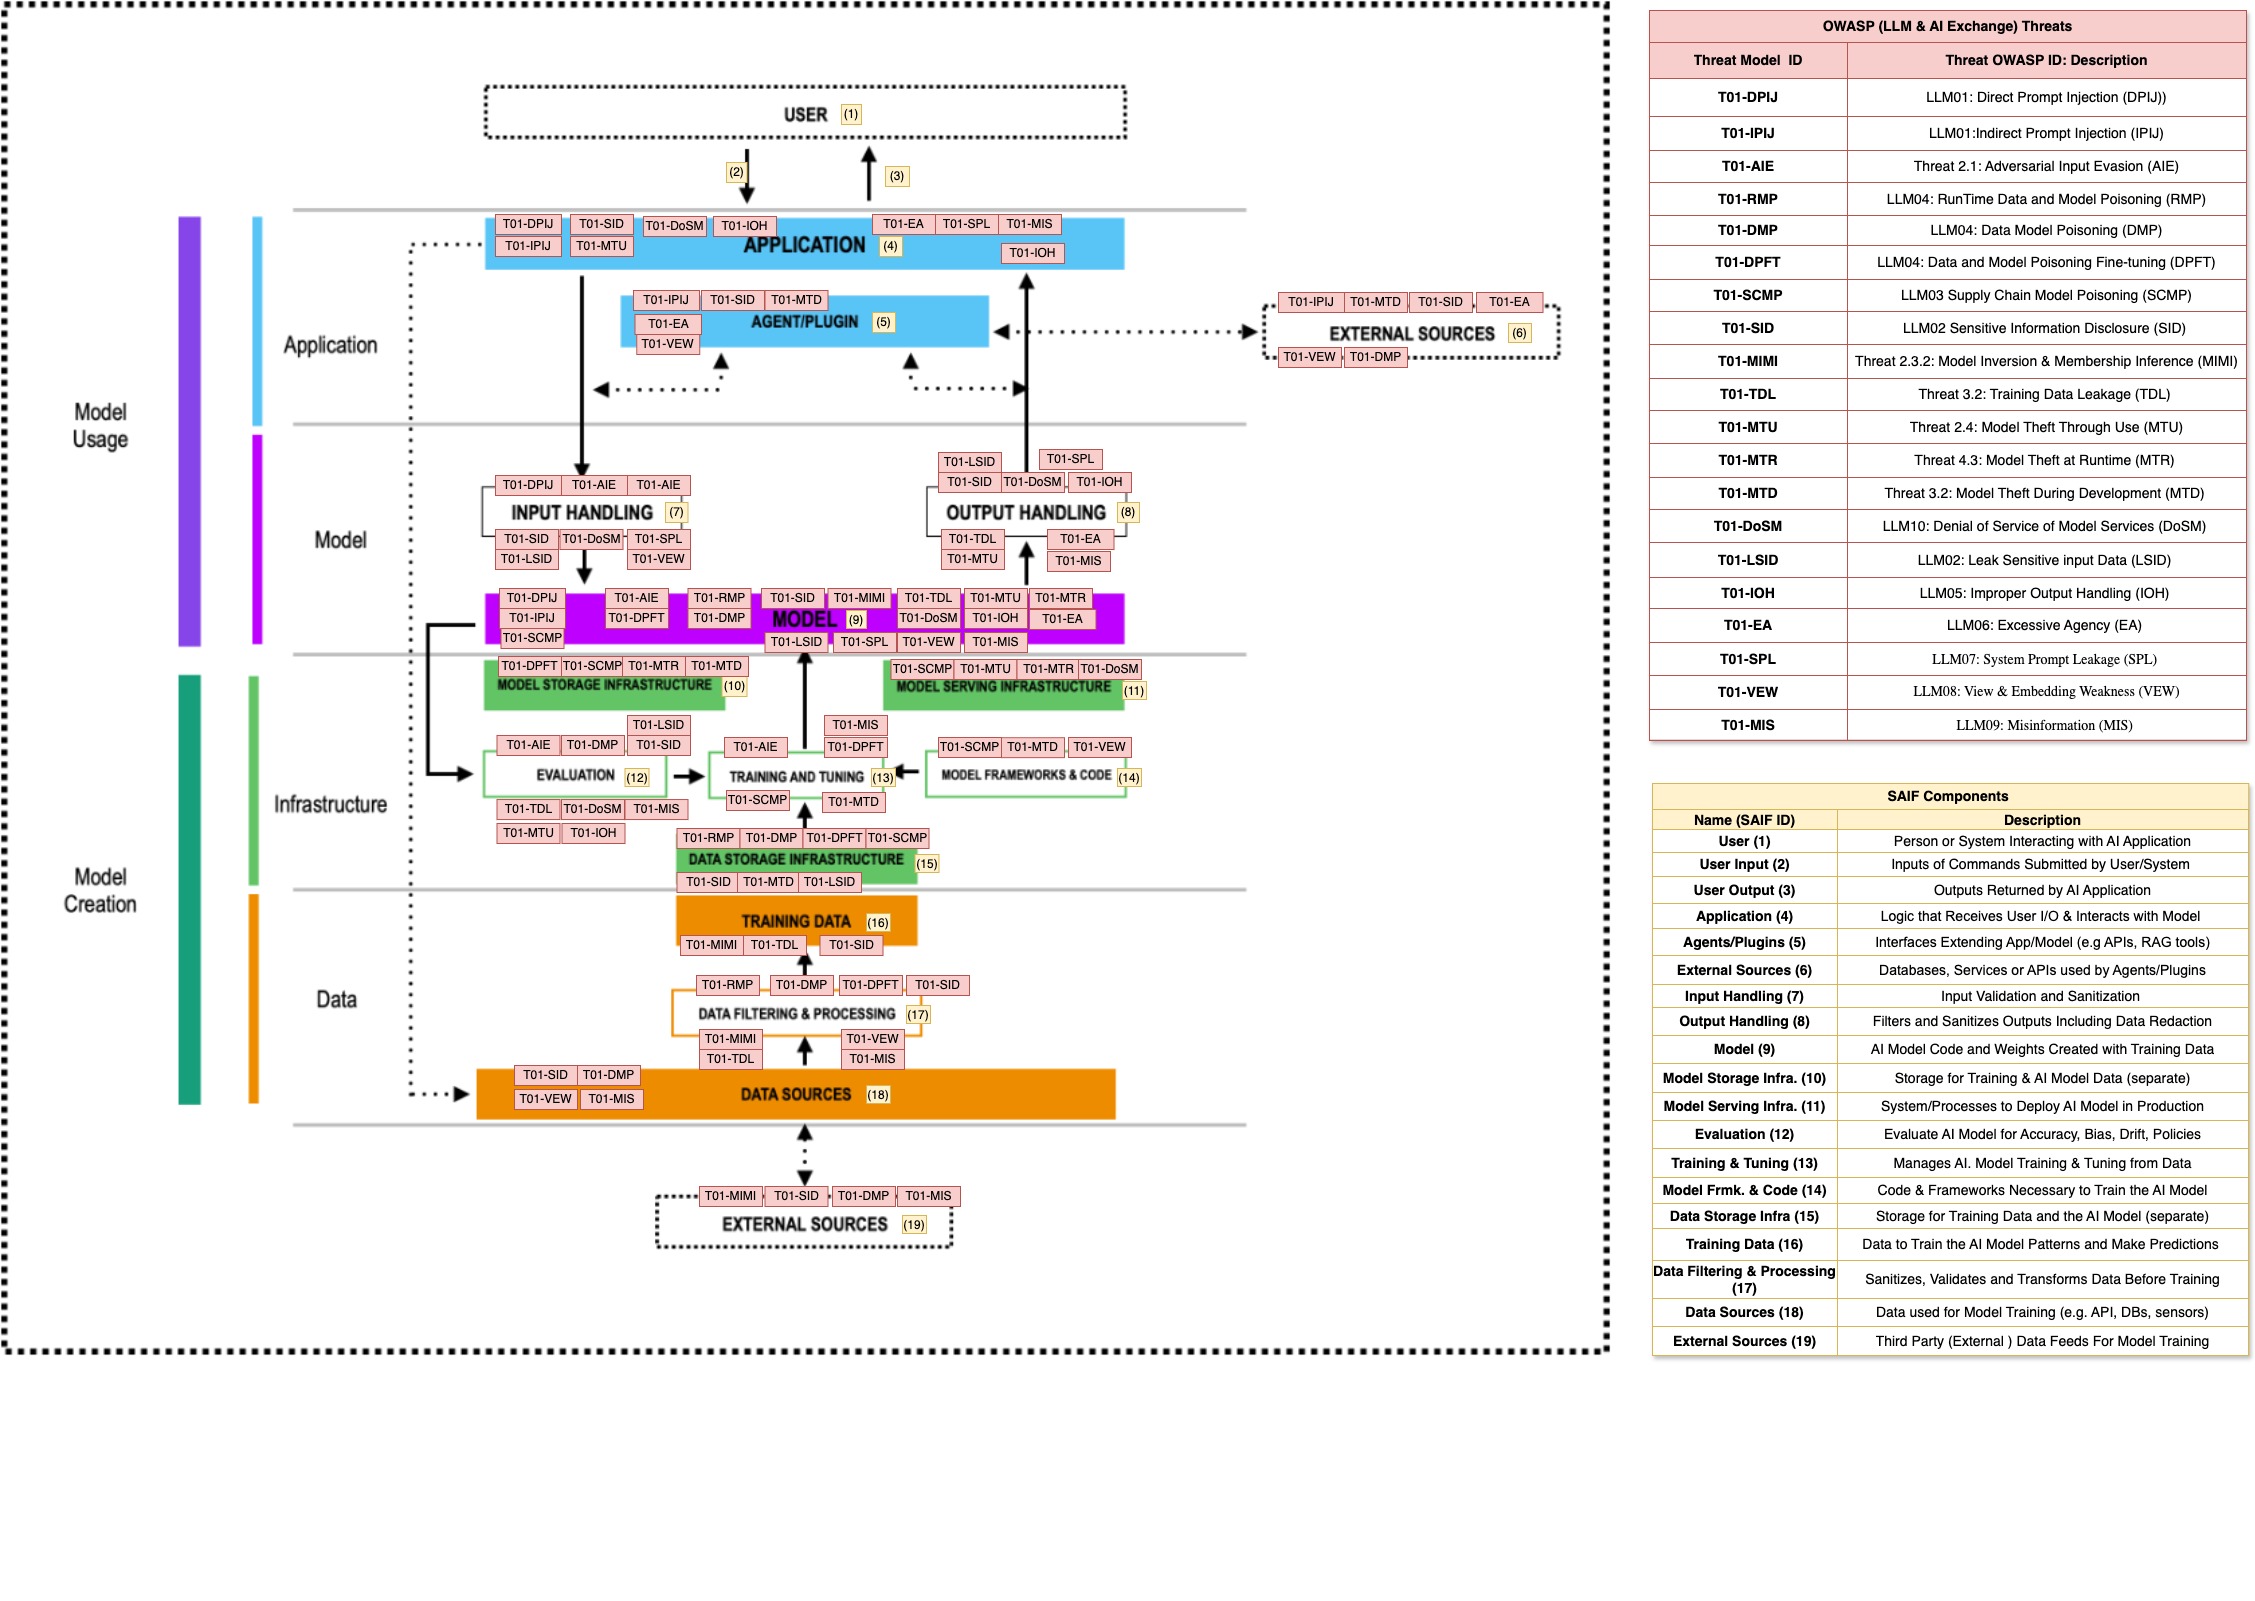 USER (1)
(2)
(3)
T01-DPIJ T01-SID T01-DoSM T01-IOH T01-EA T01-SPL T01-MIS
T01-IPIJ T01-MTU APPLICATION (4) T01-IOH
T01-IPIJ T01-SID T01-MTD
T01-EA AGENT/PLUGIN (5)
T01-VEW
T01-IPIJ T01-MTD T01-SID T01-EA
EXTERNAL SOURCES (6)
T01-VEW T01-DMP
Application
Model
Usage
T01-DPIJ T01-AIE T01-AIE
INPUT HANDLING (7)
T01-SID T01-DoSM T01-SPL
T01-LSID T01-VEW
T01-LSID T01-SPL
T01-SID T01-DoSM T01-IOH
OUTPUT HANDLING (8)
T01-TDL T01-EA
T01-MTU T01-MIS
Model
T01-DPIJ T01-AIE T01-RMP T01-SID T01-MIMI T01-TDL T01-MTU T01-MTR
T01-IPIJ T01-DPFT T01-DMP MODEL (9) T01-DoSM T01-IOH T01-EA
T01-SCMP T01-LSID T01-SPL T01-VEW T01-MIS
T01-DPFT T01-SCMP T01-MTR T01-MTD
MODEL STORAGE INFRASTRUCTURE (10)
T01-SCMP T01-MTU T01-MTR T01-DoSM
MODEL SERVING INFRASTRUCTURE (11)
T01-LSID
T01-AIE T01-DMP T01-SID
EVALUATION (12)
T01-TDL T01-DoSM T01-MIS
T01-MTU T01-IOH
T01-MIS
T01-AIE T01-DPFT
TRAINING AND TUNING (13)
T01-SCMP T01-MTD
T01-SCMP T01-MTD T01-VEW
MODEL FRAMEWORKS & CODE (14)
Infrastructure
T01-RMP T01-DMP T01-DPFT T01-SCMP
DATA STORAGE INFRASTRUCTURE (15)
T01-SID T01-MTD T01-LSID
Model
Creation
TRAINING DATA (16)
T01-MIMI T01-TDL T01-SID
T01-RMP T01-DMP T01-DPFT T01-SID
DATA FILTERING & PROCESSING (17)
T01-MIMI T01-VEW
T01-TDL T01-MIS
Data
T01-SID T01-DMP
T01-VEW T01-MIS
DATA SOURCES (18)
T01-MIMI T01-SID T01-DMP T01-MIS
EXTERNAL SOURCES (19)
OWASP (LLM & AI Exchange) Threats
Threat Model ID Threat OWASP ID: Description
T01-DPIJ LLM01: Direct Prompt Injection (DPIJ))
T01-IPIJ LLM01:Indirect Prompt Injection (IPIJ)
T01-AIE Threat 2.1: Adversarial Input Evasion (AIE)
T01-RMP LLM04: RunTime Data and Model Poisoning (RMP)
T01-DMP LLM04: Data Model Poisoning (DMP)
T01-DPFT LLM04: Data and Model Poisoning Fine-tuning (DPFT)
T01-SCMP LLM03 Supply Chain Model Poisoning (SCMP)
T01-SID LLM02 Sensitive Information Disclosure (SID)
T01-MIMI Threat 2.3.2: Model Inversion & Membership Inference (MIMI)
T01-TDL Threat 3.2: Training Data Leakage (TDL)
T01-MTU Threat 2.4: Model Theft Through Use (MTU)
T01-MTR Threat 4.3: Model Theft at Runtime (MTR)
T01-MTD Threat 3.2: Model Theft During Development (MTD)
T01-DoSM LLM10: Denial of Service of Model Services (DoSM)
T01-LSID LLM02: Leak Sensitive input Data (LSID)
T01-IOH LLM05: Improper Output Handling (IOH)
T01-EA LLM06: Excessive Agency (EA)
T01-SPL LLM07: System Prompt Leakage (SPL)
T01-VEW LLM08: View & Embedding Weakness (VEW)
T01-MIS LLM09: Misinformation (MIS)
SAIF Components
Name (SAIF ID) Description
User (1) Person or System Interacting with AI Application
User Input (2) Inputs of Commands Submitted by User/System
User Output (3) Outputs Returned by AI Application
Application (4) Logic that Receives User I/O & Interacts with Model
Agents/Plugins (5) Interfaces Extending App/Model (e.g APIs, RAG tools)
External Sources (6) Databases, Services or APIs used by Agents/Plugins
Input Handling (7) Input Validation and Sanitization
Output Handling (8) Filters and Sanitizes Outputs Including Data Redaction
Model (9) AI Model Code and Weights Created with Training Data
Model Storage Infra. (10) Storage for Training & AI Model Data (separate)
Model Serving Infra. (11) System/Processes to Deploy AI Model in Production
Evaluation (12) Evaluate AI Model for Accuracy, Bias, Drift, Policies
Training & Tuning (13) Manages AI. Model Training & Tuning from Data
Model Frmk. & Code (14) Code & Frameworks Necessary to Train the AI Model
Data Storage Infra (15) Storage for Training Data and the AI Model (separate)
Training Data (16) Data to Train the AI Model Patterns and Make Predictions
Data Filtering & Processing
(17) Sanitizes, Validates and Transforms Data Before Training
Data Sources (18) Data used for Model Training (e.g. API, DBs, sensors)
External Sources (19) Third Party (External ) Data Feeds For Model Training